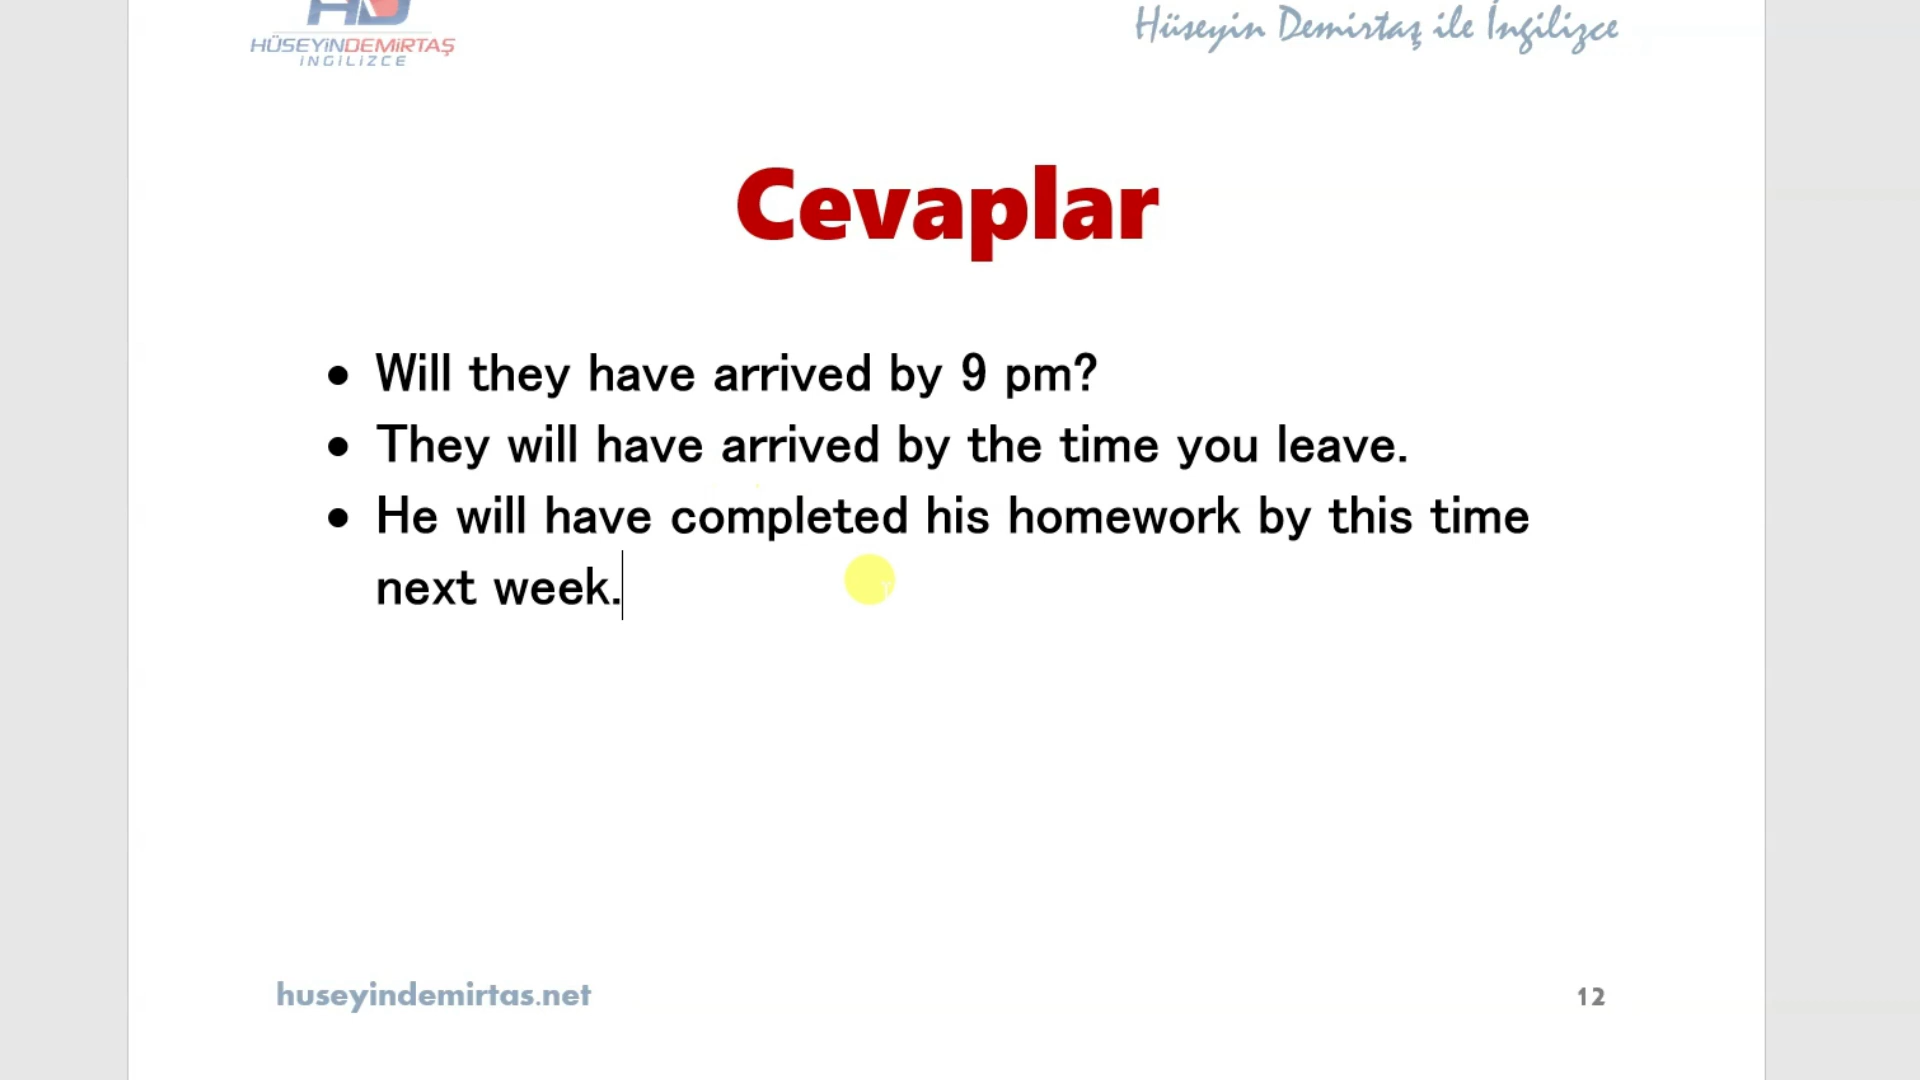 HÜSEYİNDEMİRTAŞ
İNGİLİZCE
Hüseyin Demirtaş ile İngilizce
Cevaplar
• Will they have arrived by 9 pm?
• They will have arrived by the time you leave.
• He will have completed his homework by this time
next week.
huseyindemirtas.net
12